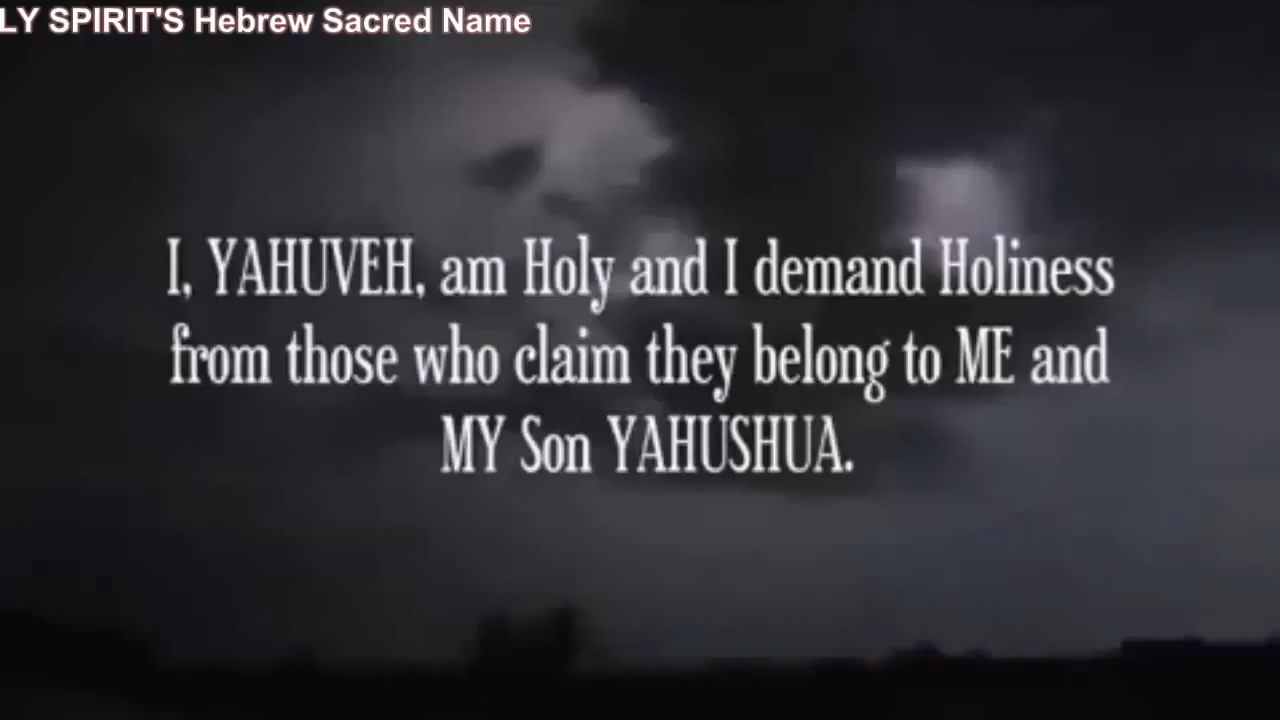 LY SPIRIT'S Hebrew Sacred Name
I, YAHUVEH, am Holy and I demand Holiness
from those who claim they belong to ME and
MY Son YAHUSHUA.